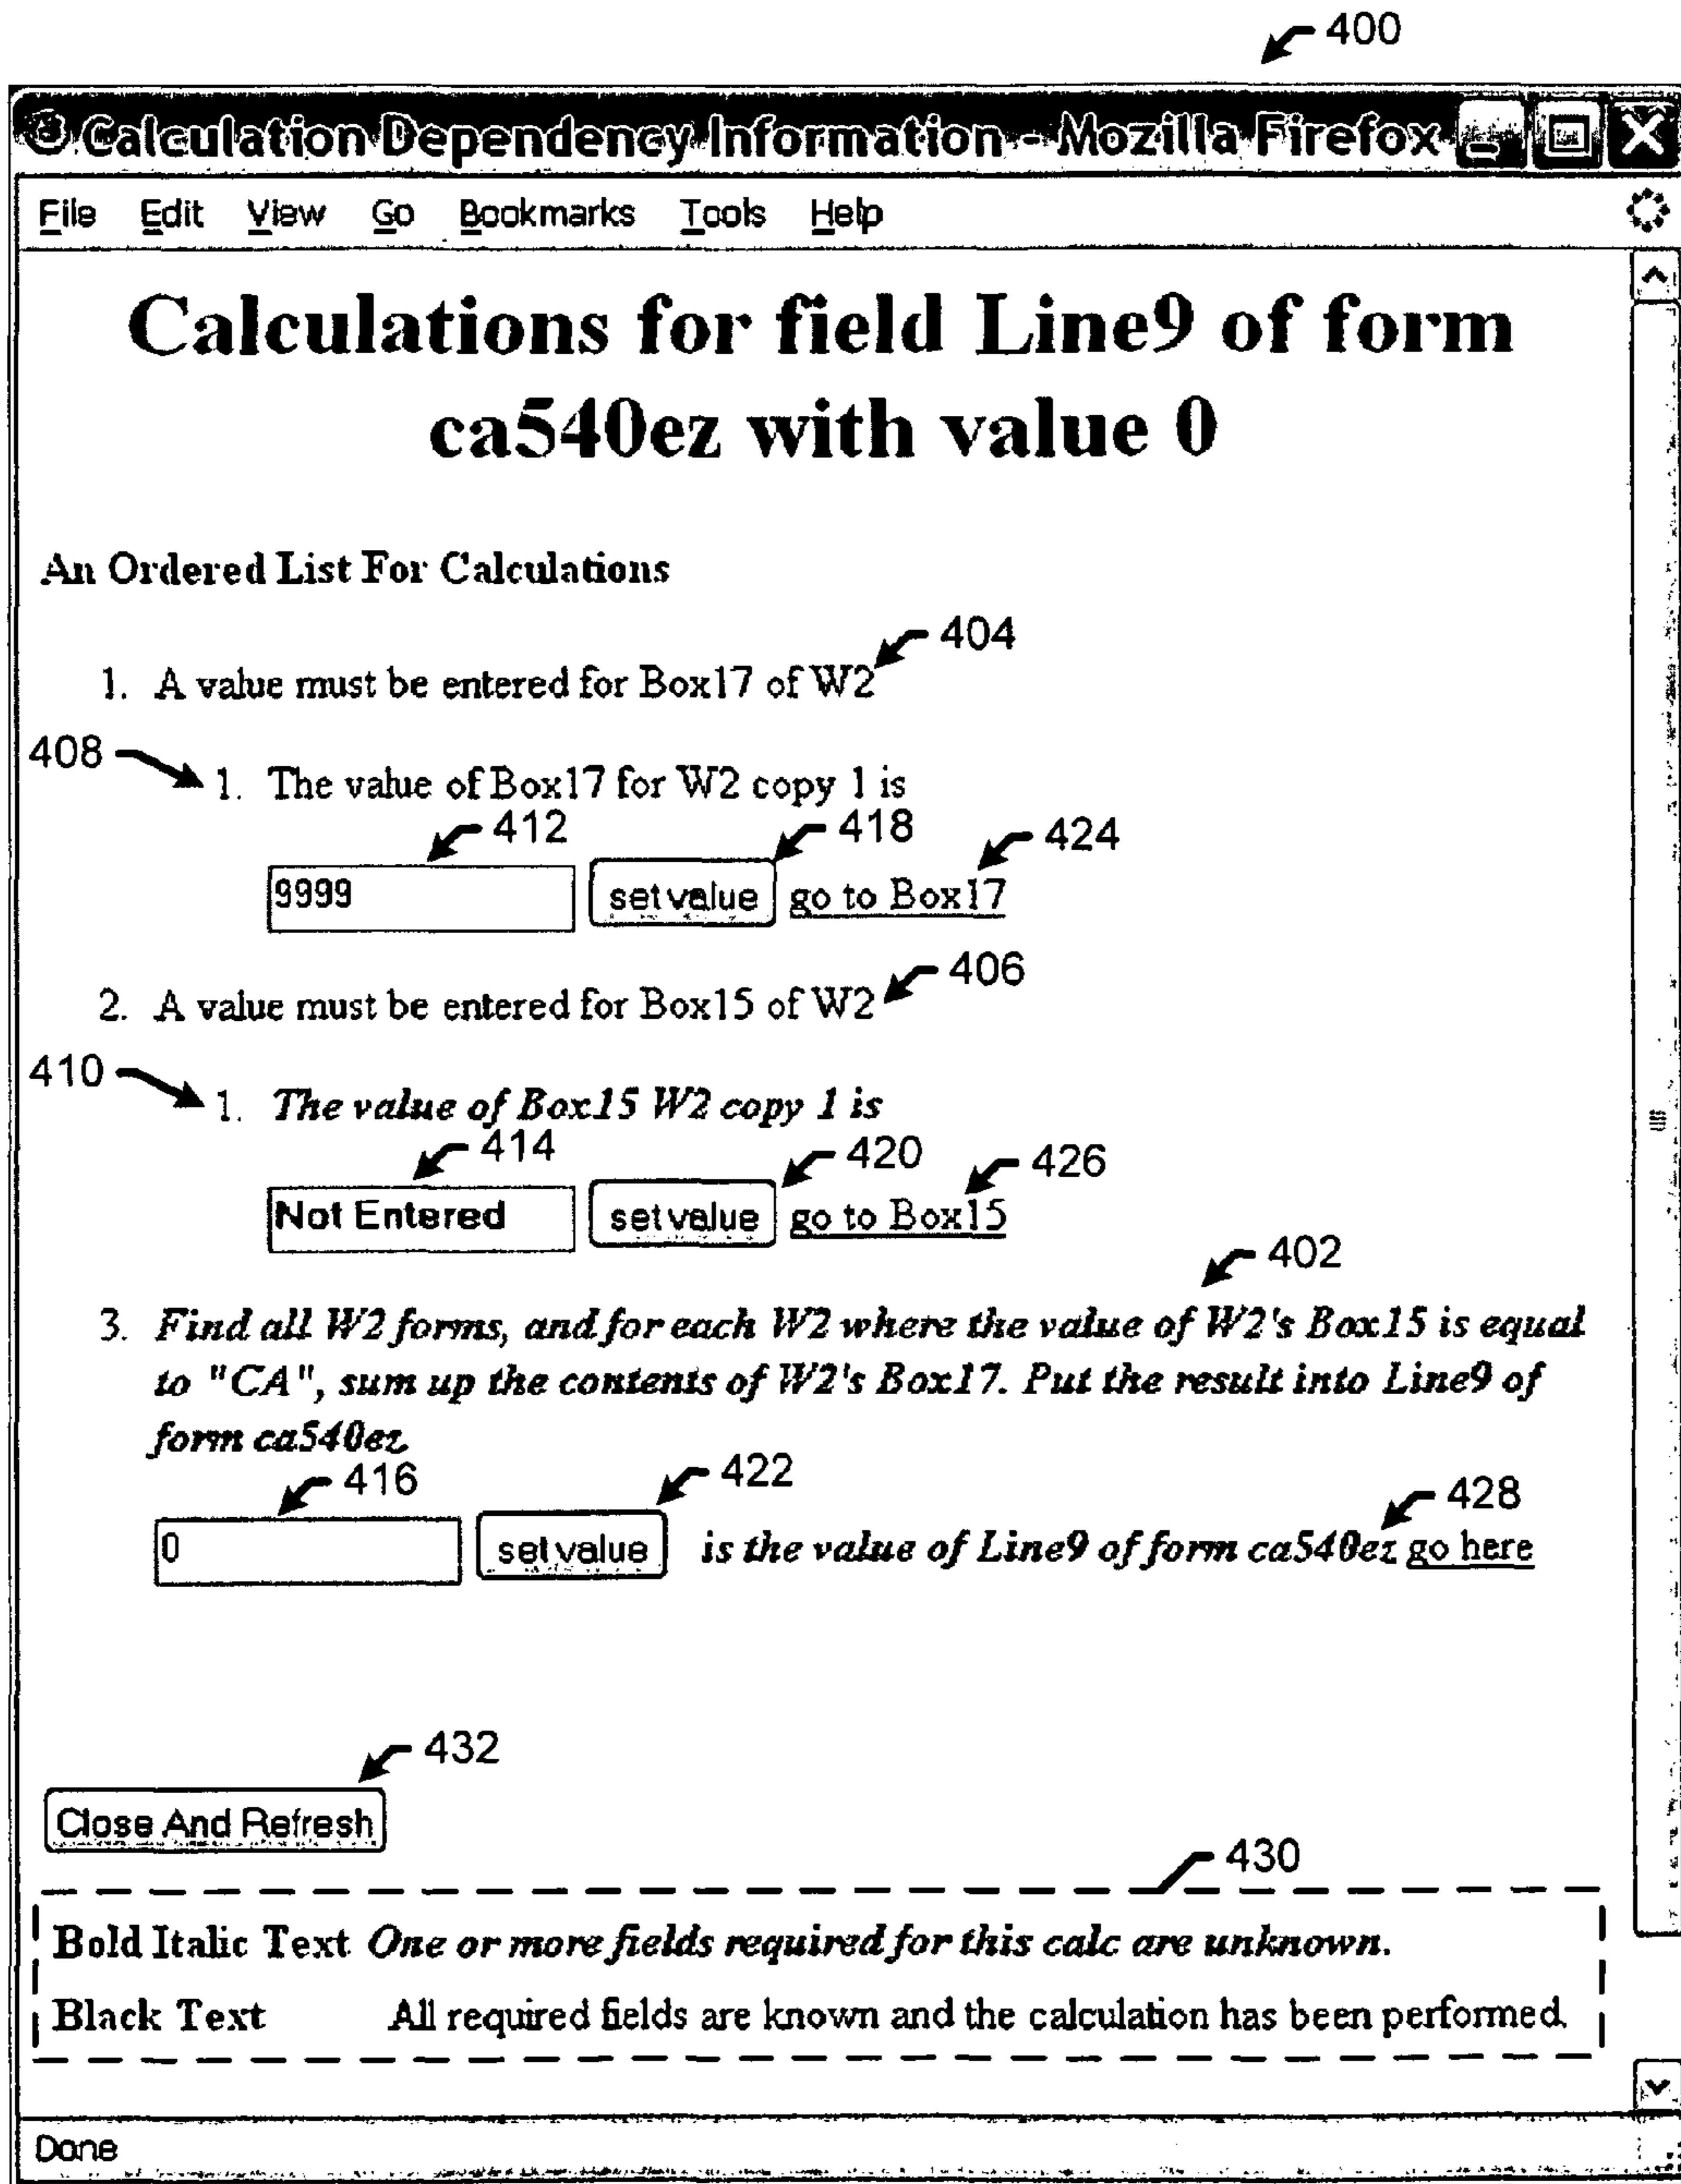 400
Calculation Dependency Information - Mozilla Firefox
File Edit View Go Bookmarks Tools Help
Calculations for field Line9 of form
ca540ez with value 0
An Ordered List For Calculations
404
1. A value must be entered for Box17 of W2
408
1. The value of Box17 for W2 copy 1 is
412 418 424
9999 set value go to Box17
406
2. A value must be entered for Box15 of W2
410
1. The value of Box15 W2 copy 1 is
414 420 426
Not Entered set value go to Box15
402
3. Find all W2 forms, and for each W2 where the value of W2's Box15 is equal
to "CA", sum up the contents of W2's Box17. Put the result into Line9 of
form ca540ez
416 422 428
0 set value is the value of Line9 of form ca540ez go here
432
Close And Refresh
430
Bold Italic Text One or more fields required for this calc are unknown.
Black Text All required fields are known and the calculation has been performed.
Done